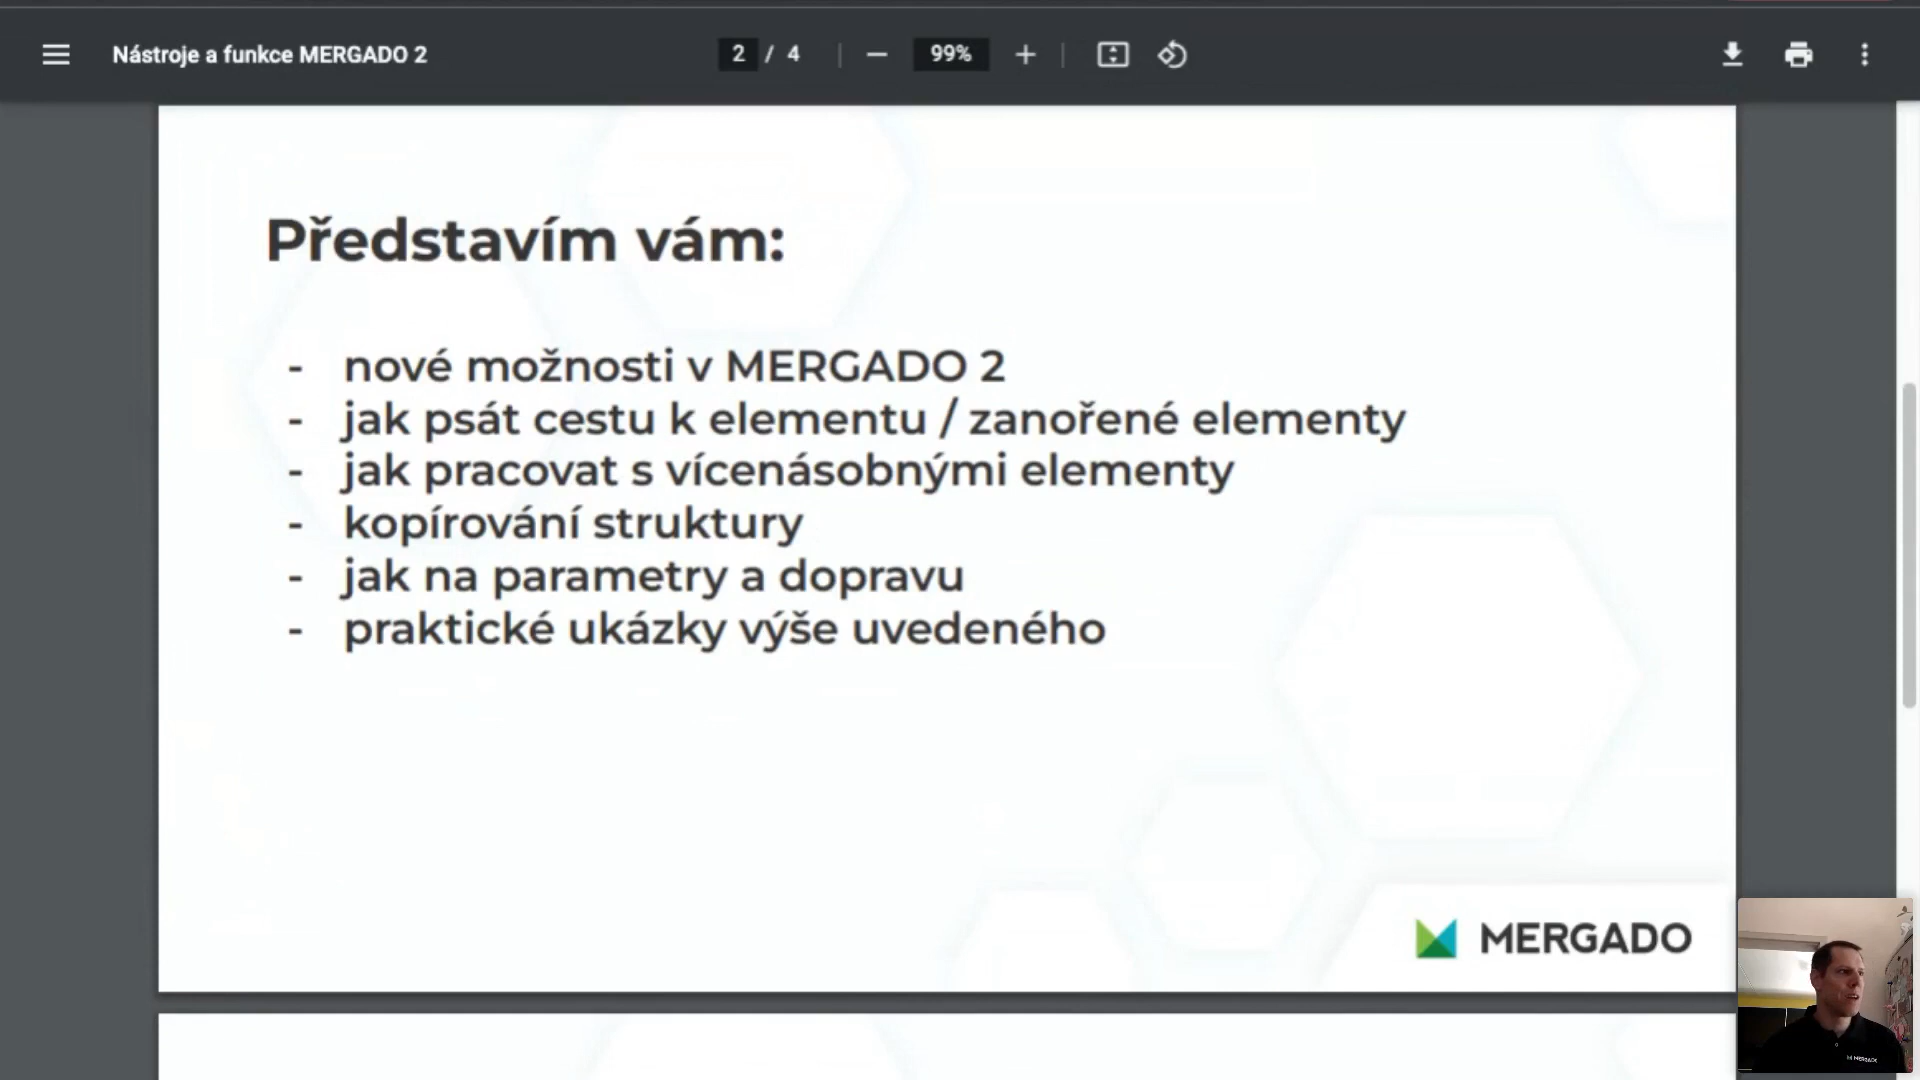 Nástroje a funkce MERGADO 2
2 / 4
99%
Představím vám:
- nové možnosti v MERGADO 2
- jak psát cestu k elementu / zanořené elementy
- jak pracovat s vícenásobnými elementy
- kopírování struktury
- jak na parametry a dopravu
- praktické ukázky výše uvedeného
MERGADO
MERGADO